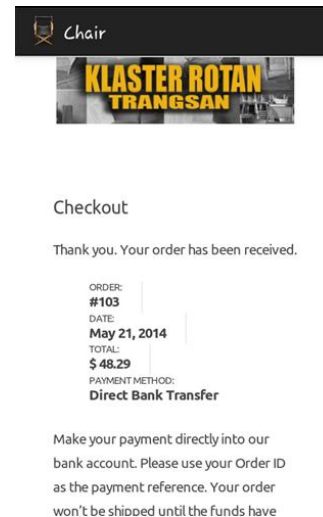 Chair
KLASTER ROTAN
TRANGSAN
Checkout
Thank you. Your order has been received.
ORDER:
#103
DATE:
May 21, 2014
TOTAL:
$ 48.29
PAYMENT METHOD:
Direct Bank Transfer
Make your payment directly into our
bank account. Please use your Order ID
as the payment reference. Your order
won't be shipped until the funds have